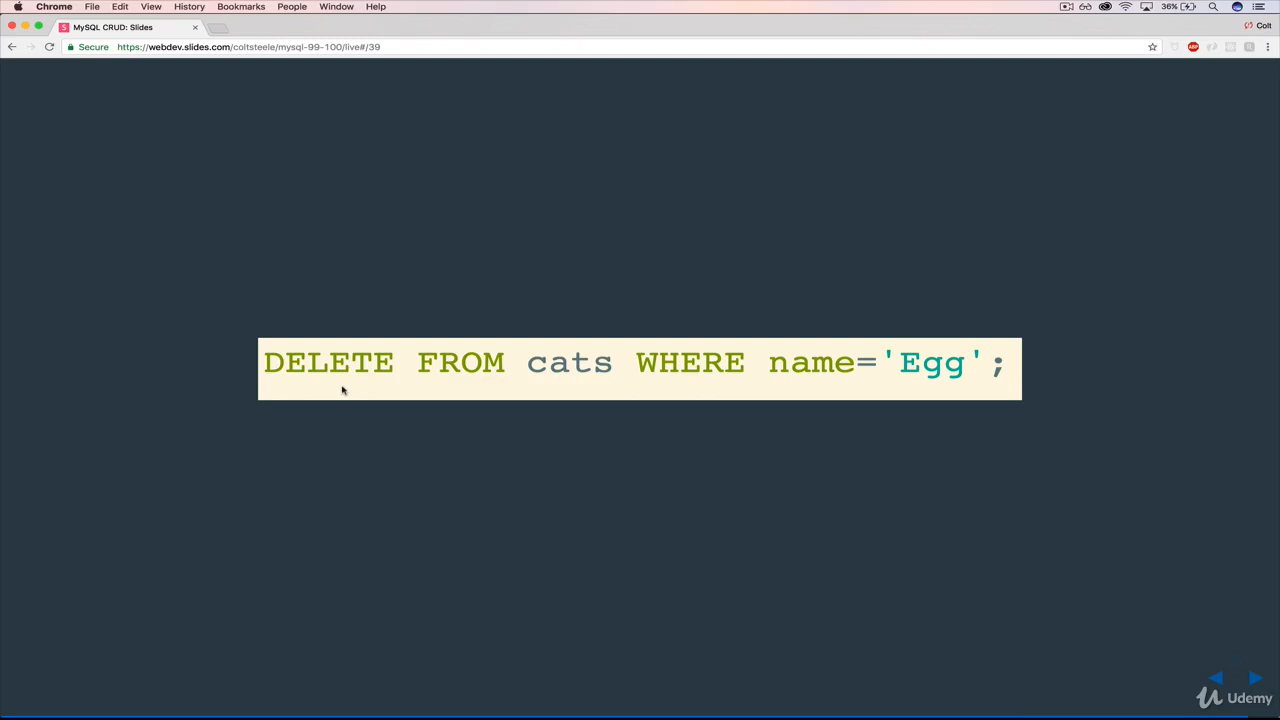 Chrome File Edit View History Bookmarks People Window Help 36%
MySQL CRUD: Slides Colt
Secure https://webdev.slides.com/coltsteele/mysql-99-100/live#/39 ABP
DELETE FROM cats WHERE name='Egg';
Udemy